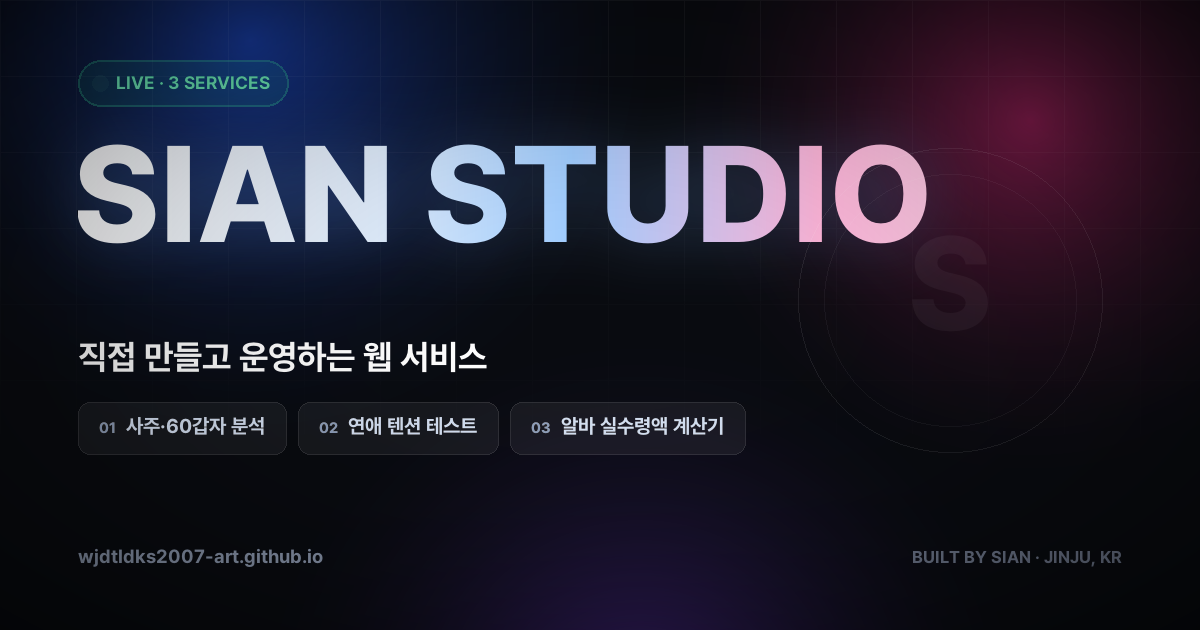 LIVE · 3 SERVICES
SIAN STUDIO
S
직접 만들고 운영하는 웹 서비스
01 사주·60갑자 분석
02 연애 텐션 테스트
03 알바 실수령액 계산기
wjdtldks2007-art.github.io
BUILT BY SIAN · JINJU, KR